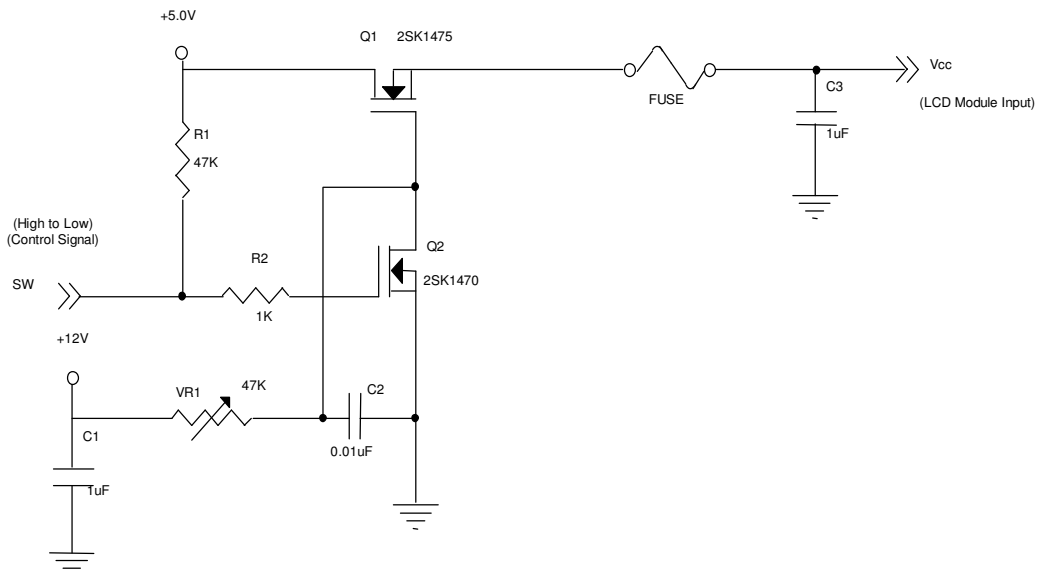 +5.0V
Q1 2SK1475
Vcc
C3
FUSE
(LCD Module Input)
R1
1uF
47K
(High to Low)
(Control Signal)
Q2
R2
SW
2SK1470
1K
+12V
VR1
47K
C2
C1
0.01uF
1uF